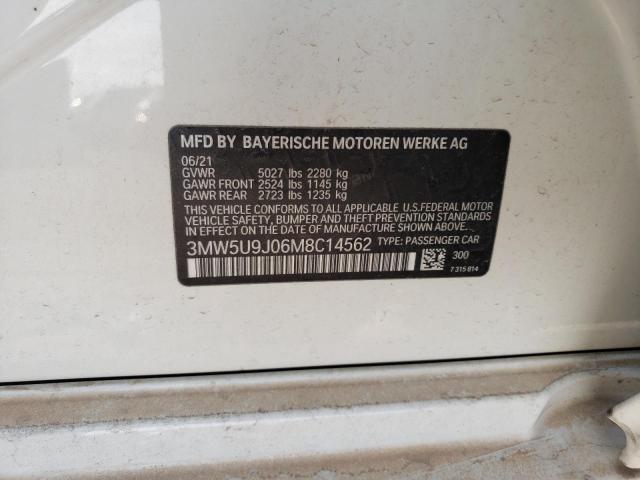 MFD BY BAYERISCHE MOTOREN WERKE AG
06/21
GVWR 5027 lbs 2280 kg
GAWR FRONT 2524 lbs 1145 kg
GAWR REAR 2723 lbs 1235 kg
THIS VEHICLE CONFORMS TO ALL APPLICABLE U.S.FEDERAL MOTOR
VEHICLE SAFETY, BUMPER AND THEFT PREVENTION STANDARDS
IN EFFECT ON THE DATE OF MANUFACTURE SHOWN ABOVE.
3MW5U9J06M8C14562 TYPE: PASSENGER CAR
300
7 315 814